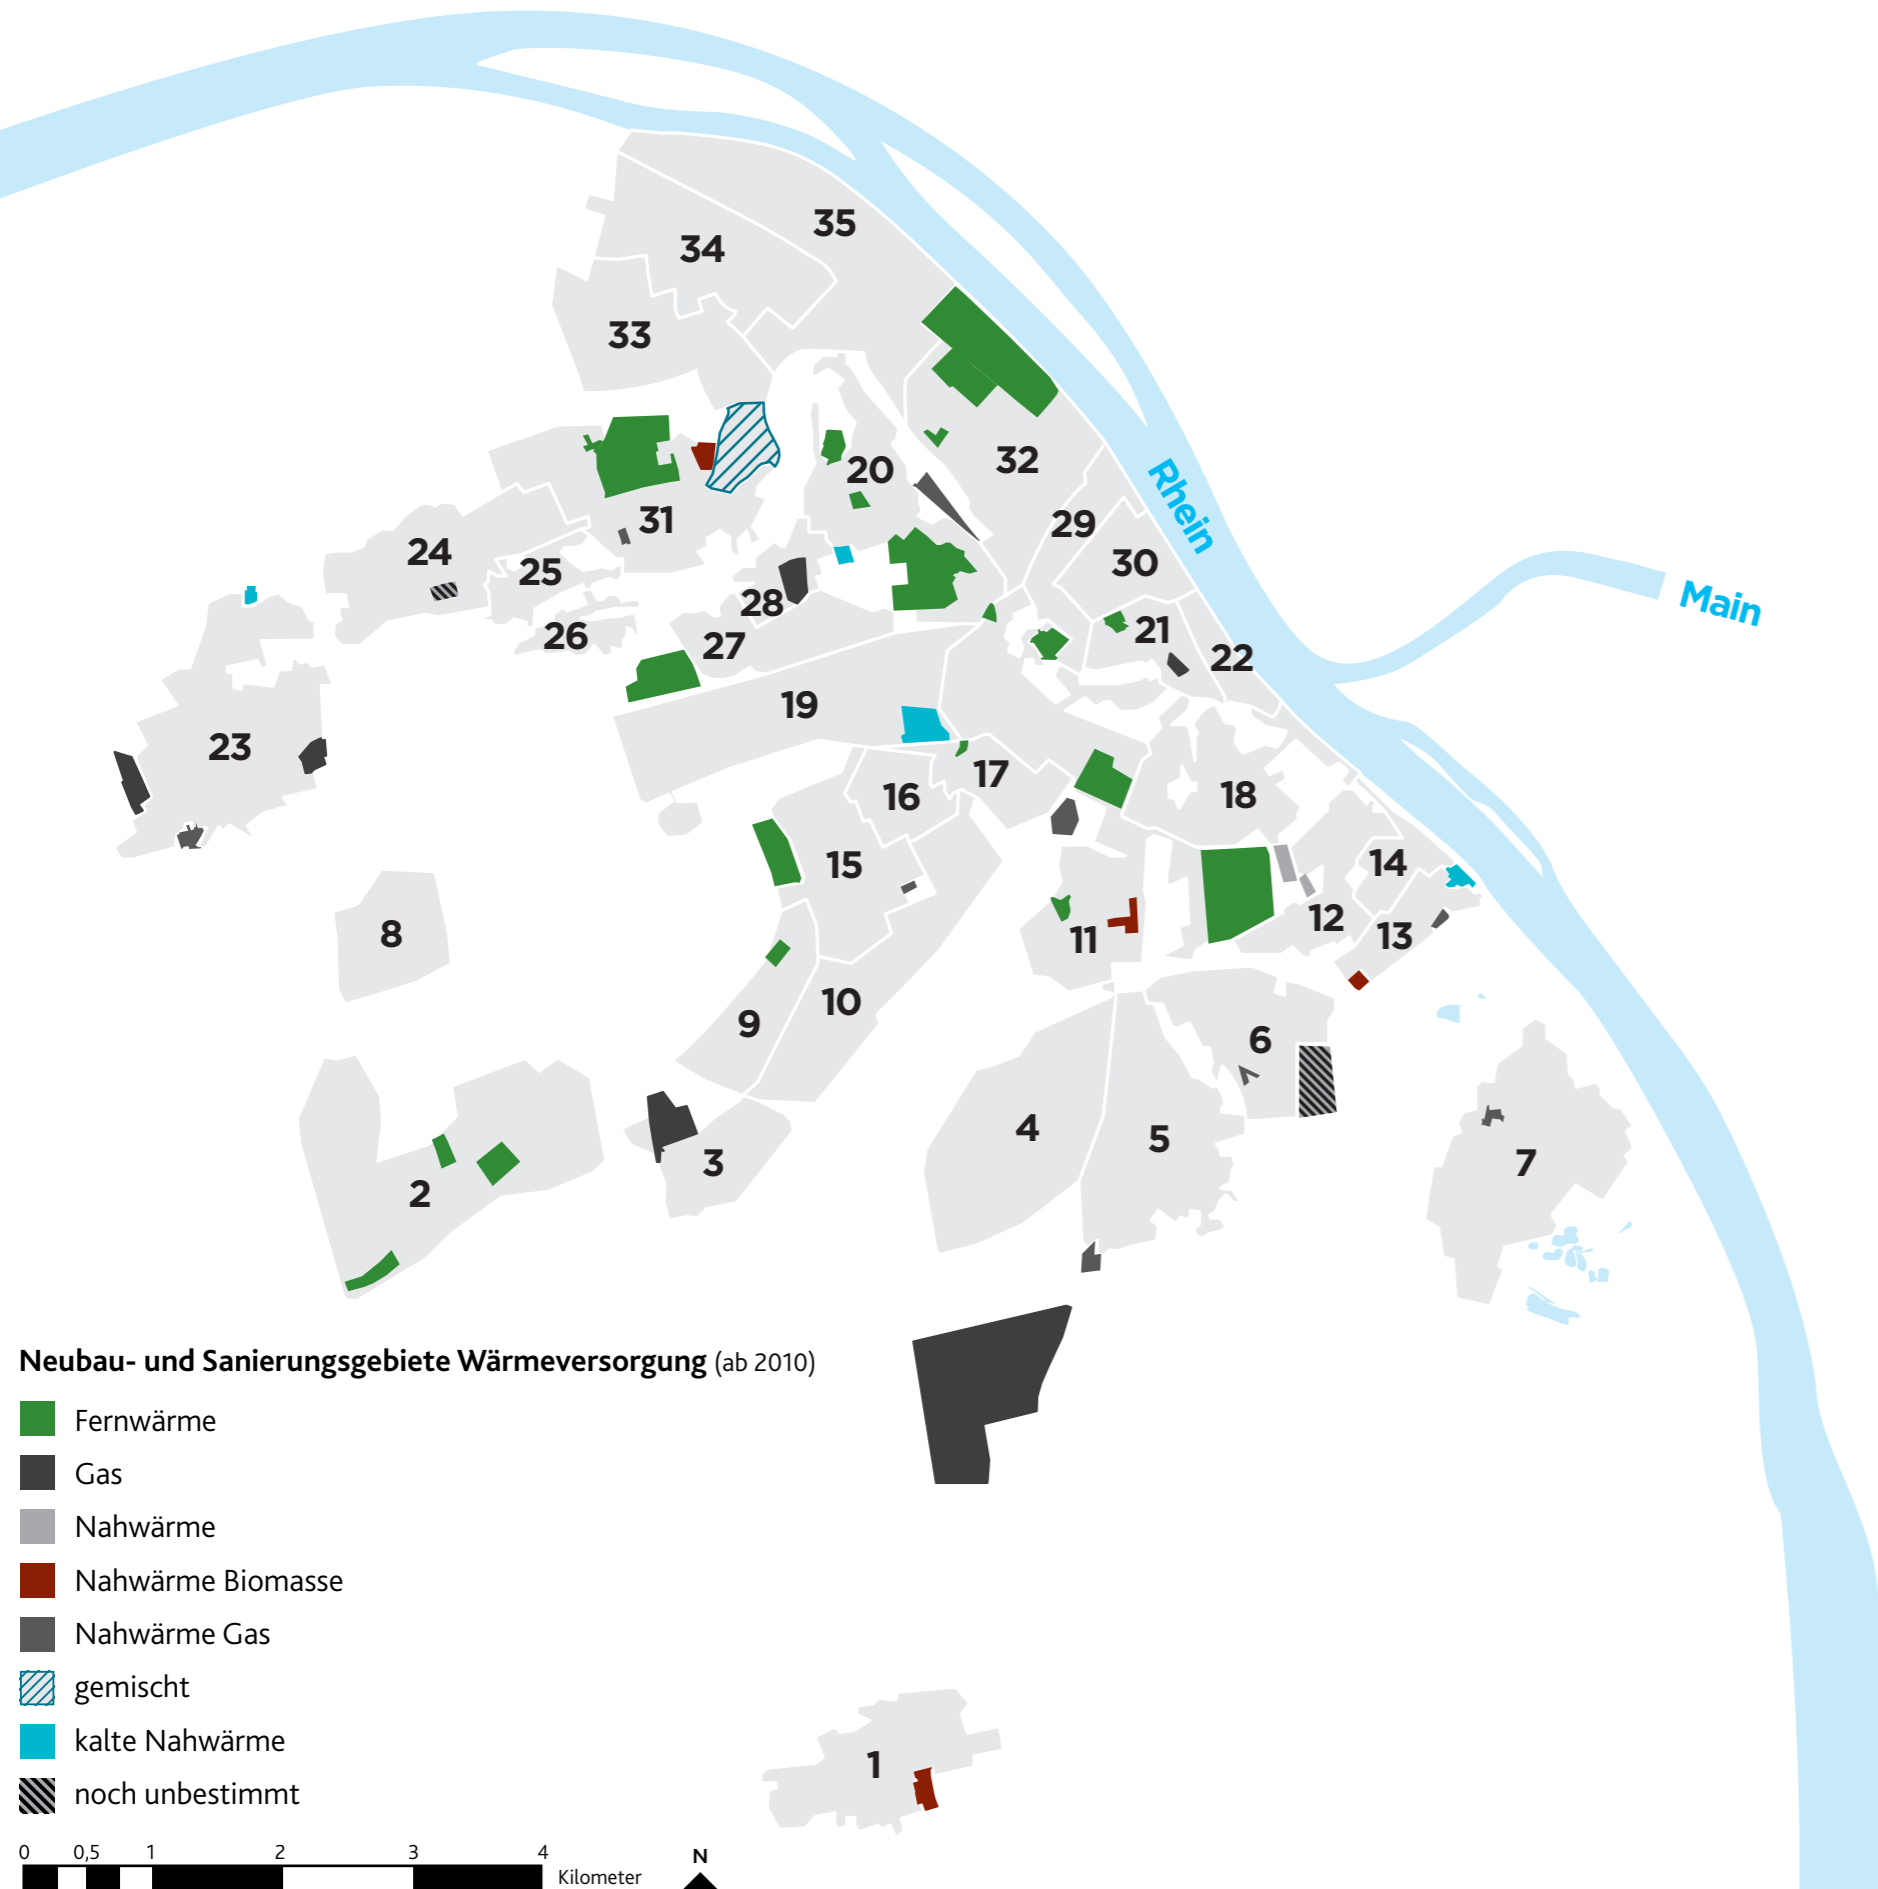 35
34
33
32
20
31
29
24
30
25
28
21
26
27
22
19
23
17
16
18
15
14
8
12
13
11
10
9
6
4
5
7
3
2
1
Rhein
Main
Neubau- und Sanierungsgebiete Wärmeversorgung (ab 2010)
Fernwärme
Gas
Nahwärme
Nahwärme Biomasse
Nahwärme Gas
gemischt
kalte Nahwärme
noch unbestimmt
0 0,5 1 2 3 4
Kilometer
N